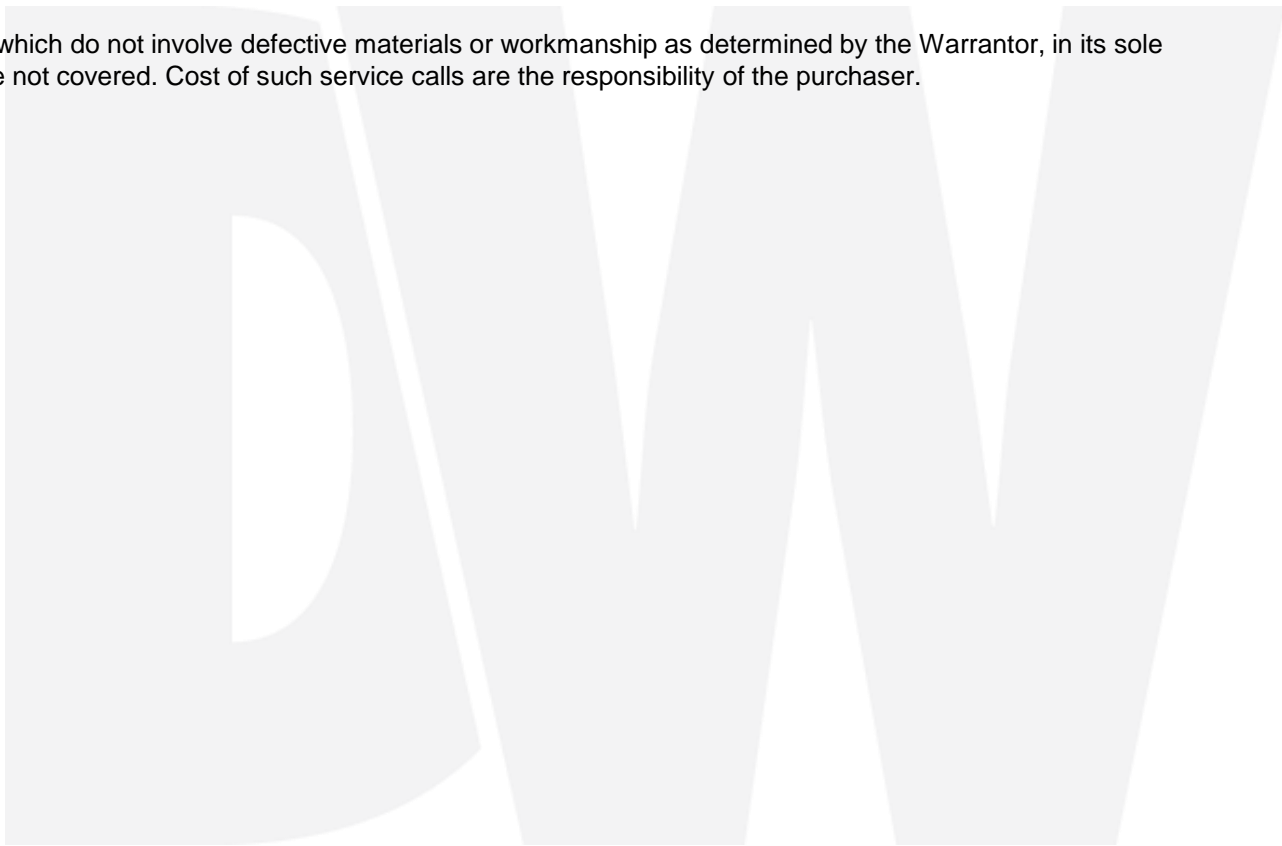 which do not involve defective materials or workmanship as determined by the Warrantor, in its sole
not covered. Cost of such service calls are the responsibility of the purchaser.
DW